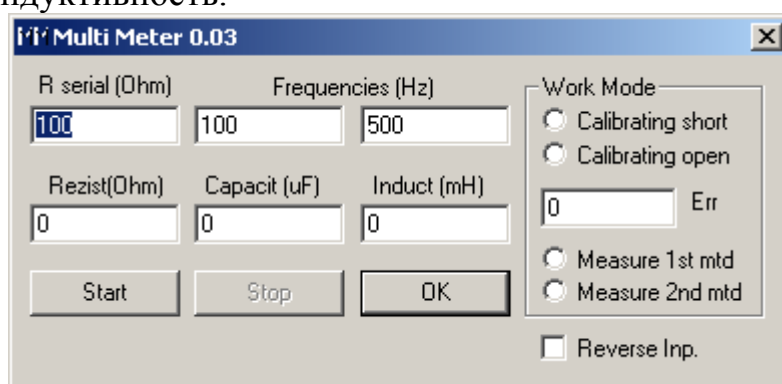 Multi Meter 0.03
R serial (Ohm) Frequencies (Hz)
100 100 500
Rezist(Ohm) Capacit (uF) Induct (mH)
0 0 0
Start Stop OK
Work Mode
Calibrating short
Calibrating open
0 Err
Measure 1st mtd
Measure 2nd mtd
Reverse Inp.